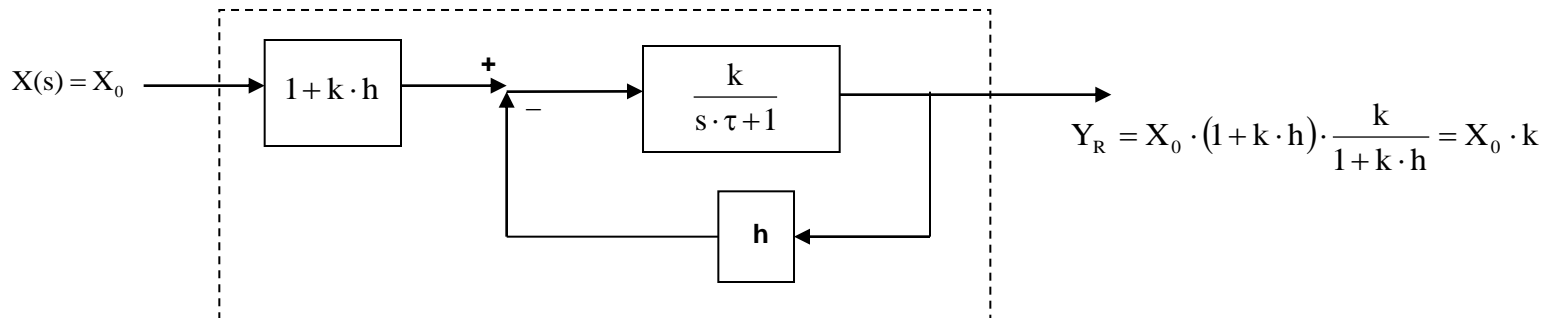 X(s) = X₀
1 + k · h
+
−
k
s · τ + 1
h
Y_R = X₀ · (1 + k · h) · k / (1 + k · h) = X₀ · k